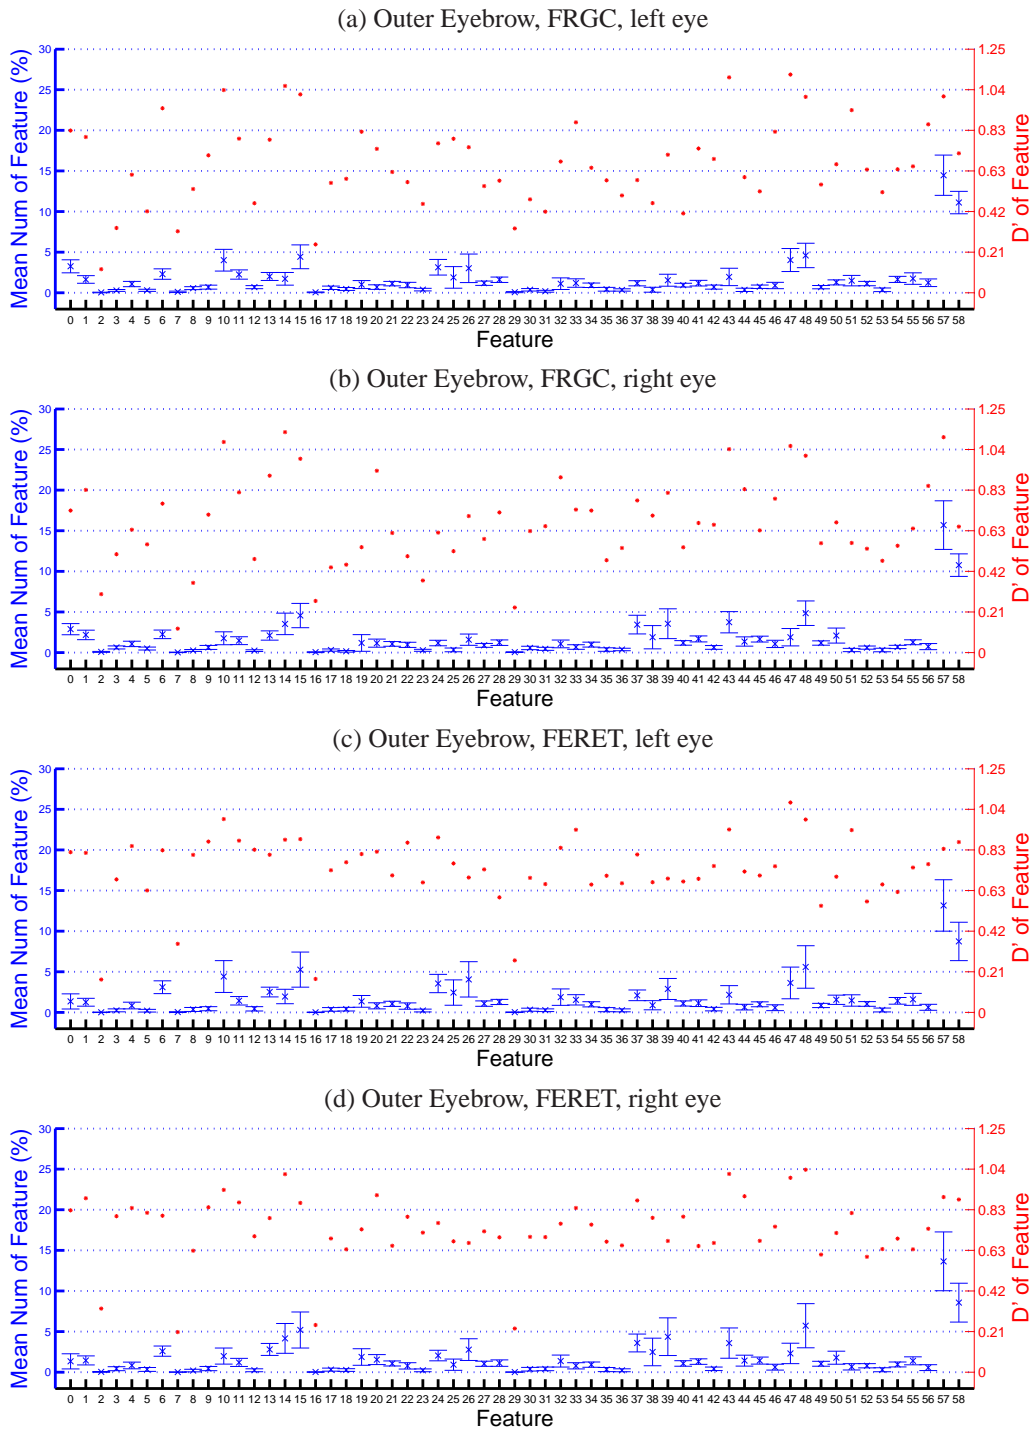 (a) Outer Eyebrow, FRGC, left eye
Mean Num of Feature (%)
30
25
20
15
10
5
0
1.25
1.04
0.83
0.63
0.42
0.21
0
D' of Feature
0 1 2 3 4 5 6 7 8 9 10 11 12 13 14 15 16 17 18 19 20 21 22 23 24 25 26 27 28 29 30 31 32 33 34 35 36 37 38 39 40 41 42 43 44 45 46 47 48 49 50 51 52 53 54 55 56 57 58
Feature
(b) Outer Eyebrow, FRGC, right eye
Mean Num of Feature (%)
30
25
20
15
10
5
0
1.25
1.04
0.83
0.63
0.42
0.21
0
D' of Feature
0 1 2 3 4 5 6 7 8 9 10 11 12 13 14 15 16 17 18 19 20 21 22 23 24 25 26 27 28 29 30 31 32 33 34 35 36 37 38 39 40 41 42 43 44 45 46 47 48 49 50 51 52 53 54 55 56 57 58
Feature
(c) Outer Eyebrow, FERET, left eye
Mean Num of Feature (%)
30
25
20
15
10
5
0
1.25
1.04
0.83
0.63
0.42
0.21
0
D' of Feature
0 1 2 3 4 5 6 7 8 9 10 11 12 13 14 15 16 17 18 19 20 21 22 23 24 25 26 27 28 29 30 31 32 33 34 35 36 37 38 39 40 41 42 43 44 45 46 47 48 49 50 51 52 53 54 55 56 57 58
Feature
(d) Outer Eyebrow, FERET, right eye
Mean Num of Feature (%)
30
25
20
15
10
5
0
1.25
1.04
0.83
0.63
0.42
0.21
0
D' of Feature
0 1 2 3 4 5 6 7 8 9 10 11 12 13 14 15 16 17 18 19 20 21 22 23 24 25 26 27 28 29 30 31 32 33 34 35 36 37 38 39 40 41 42 43 44 45 46 47 48 49 50 51 52 53 54 55 56 57 58
Feature